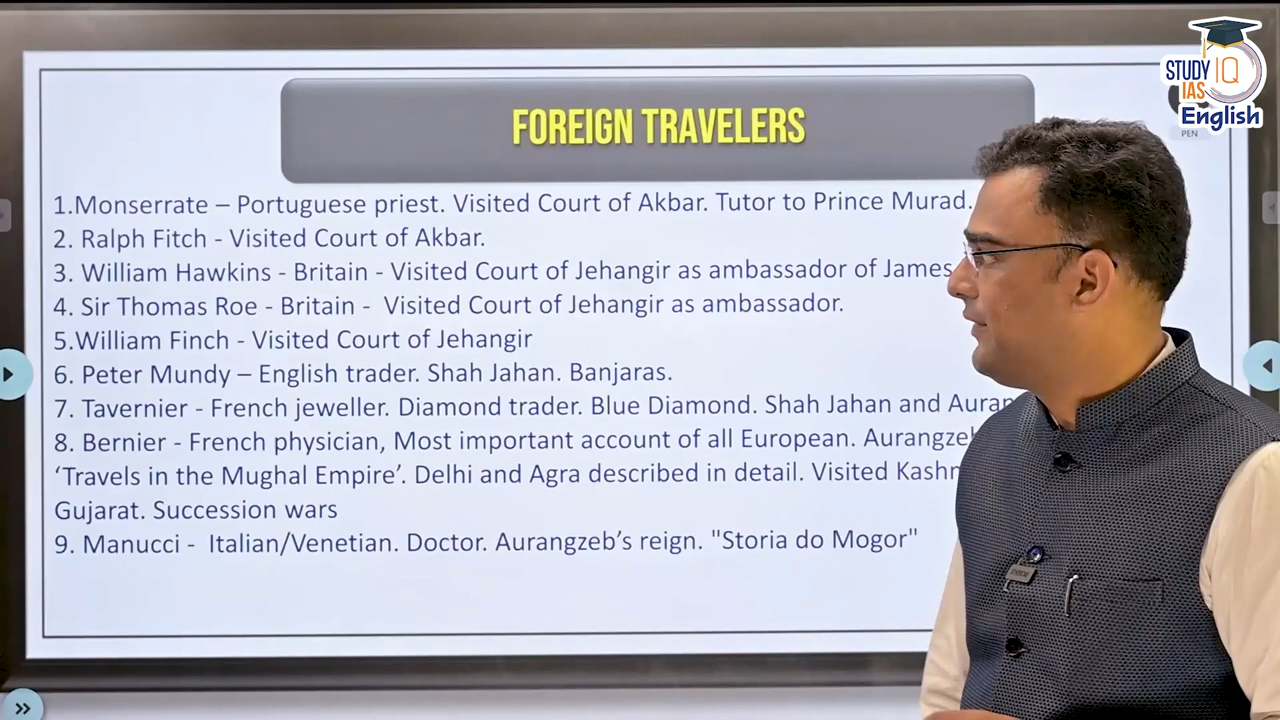 STUDY IQ
IAS
English
PEN
FOREIGN TRAVELERS
1.Monserrate – Portuguese priest. Visited Court of Akbar. Tutor to Prince Murad.
2. Ralph Fitch - Visited Court of Akbar.
3. William Hawkins - Britain - Visited Court of Jehangir as ambassador of James
4. Sir Thomas Roe - Britain - Visited Court of Jehangir as ambassador.
5.William Finch - Visited Court of Jehangir
6. Peter Mundy – English trader. Shah Jahan. Banjaras.
7. Tavernier - French jeweller. Diamond trader. Blue Diamond. Shah Jahan and
8. Bernier - French physician, Most important account of all European.
‘Travels in the Mughal Empire’. Delhi and Agra described in detail. Visited
Gujarat. Succession wars
9. Manucci - Italian/Venetian. Doctor. Aurangzeb’s reign. "Storia do Mogor"